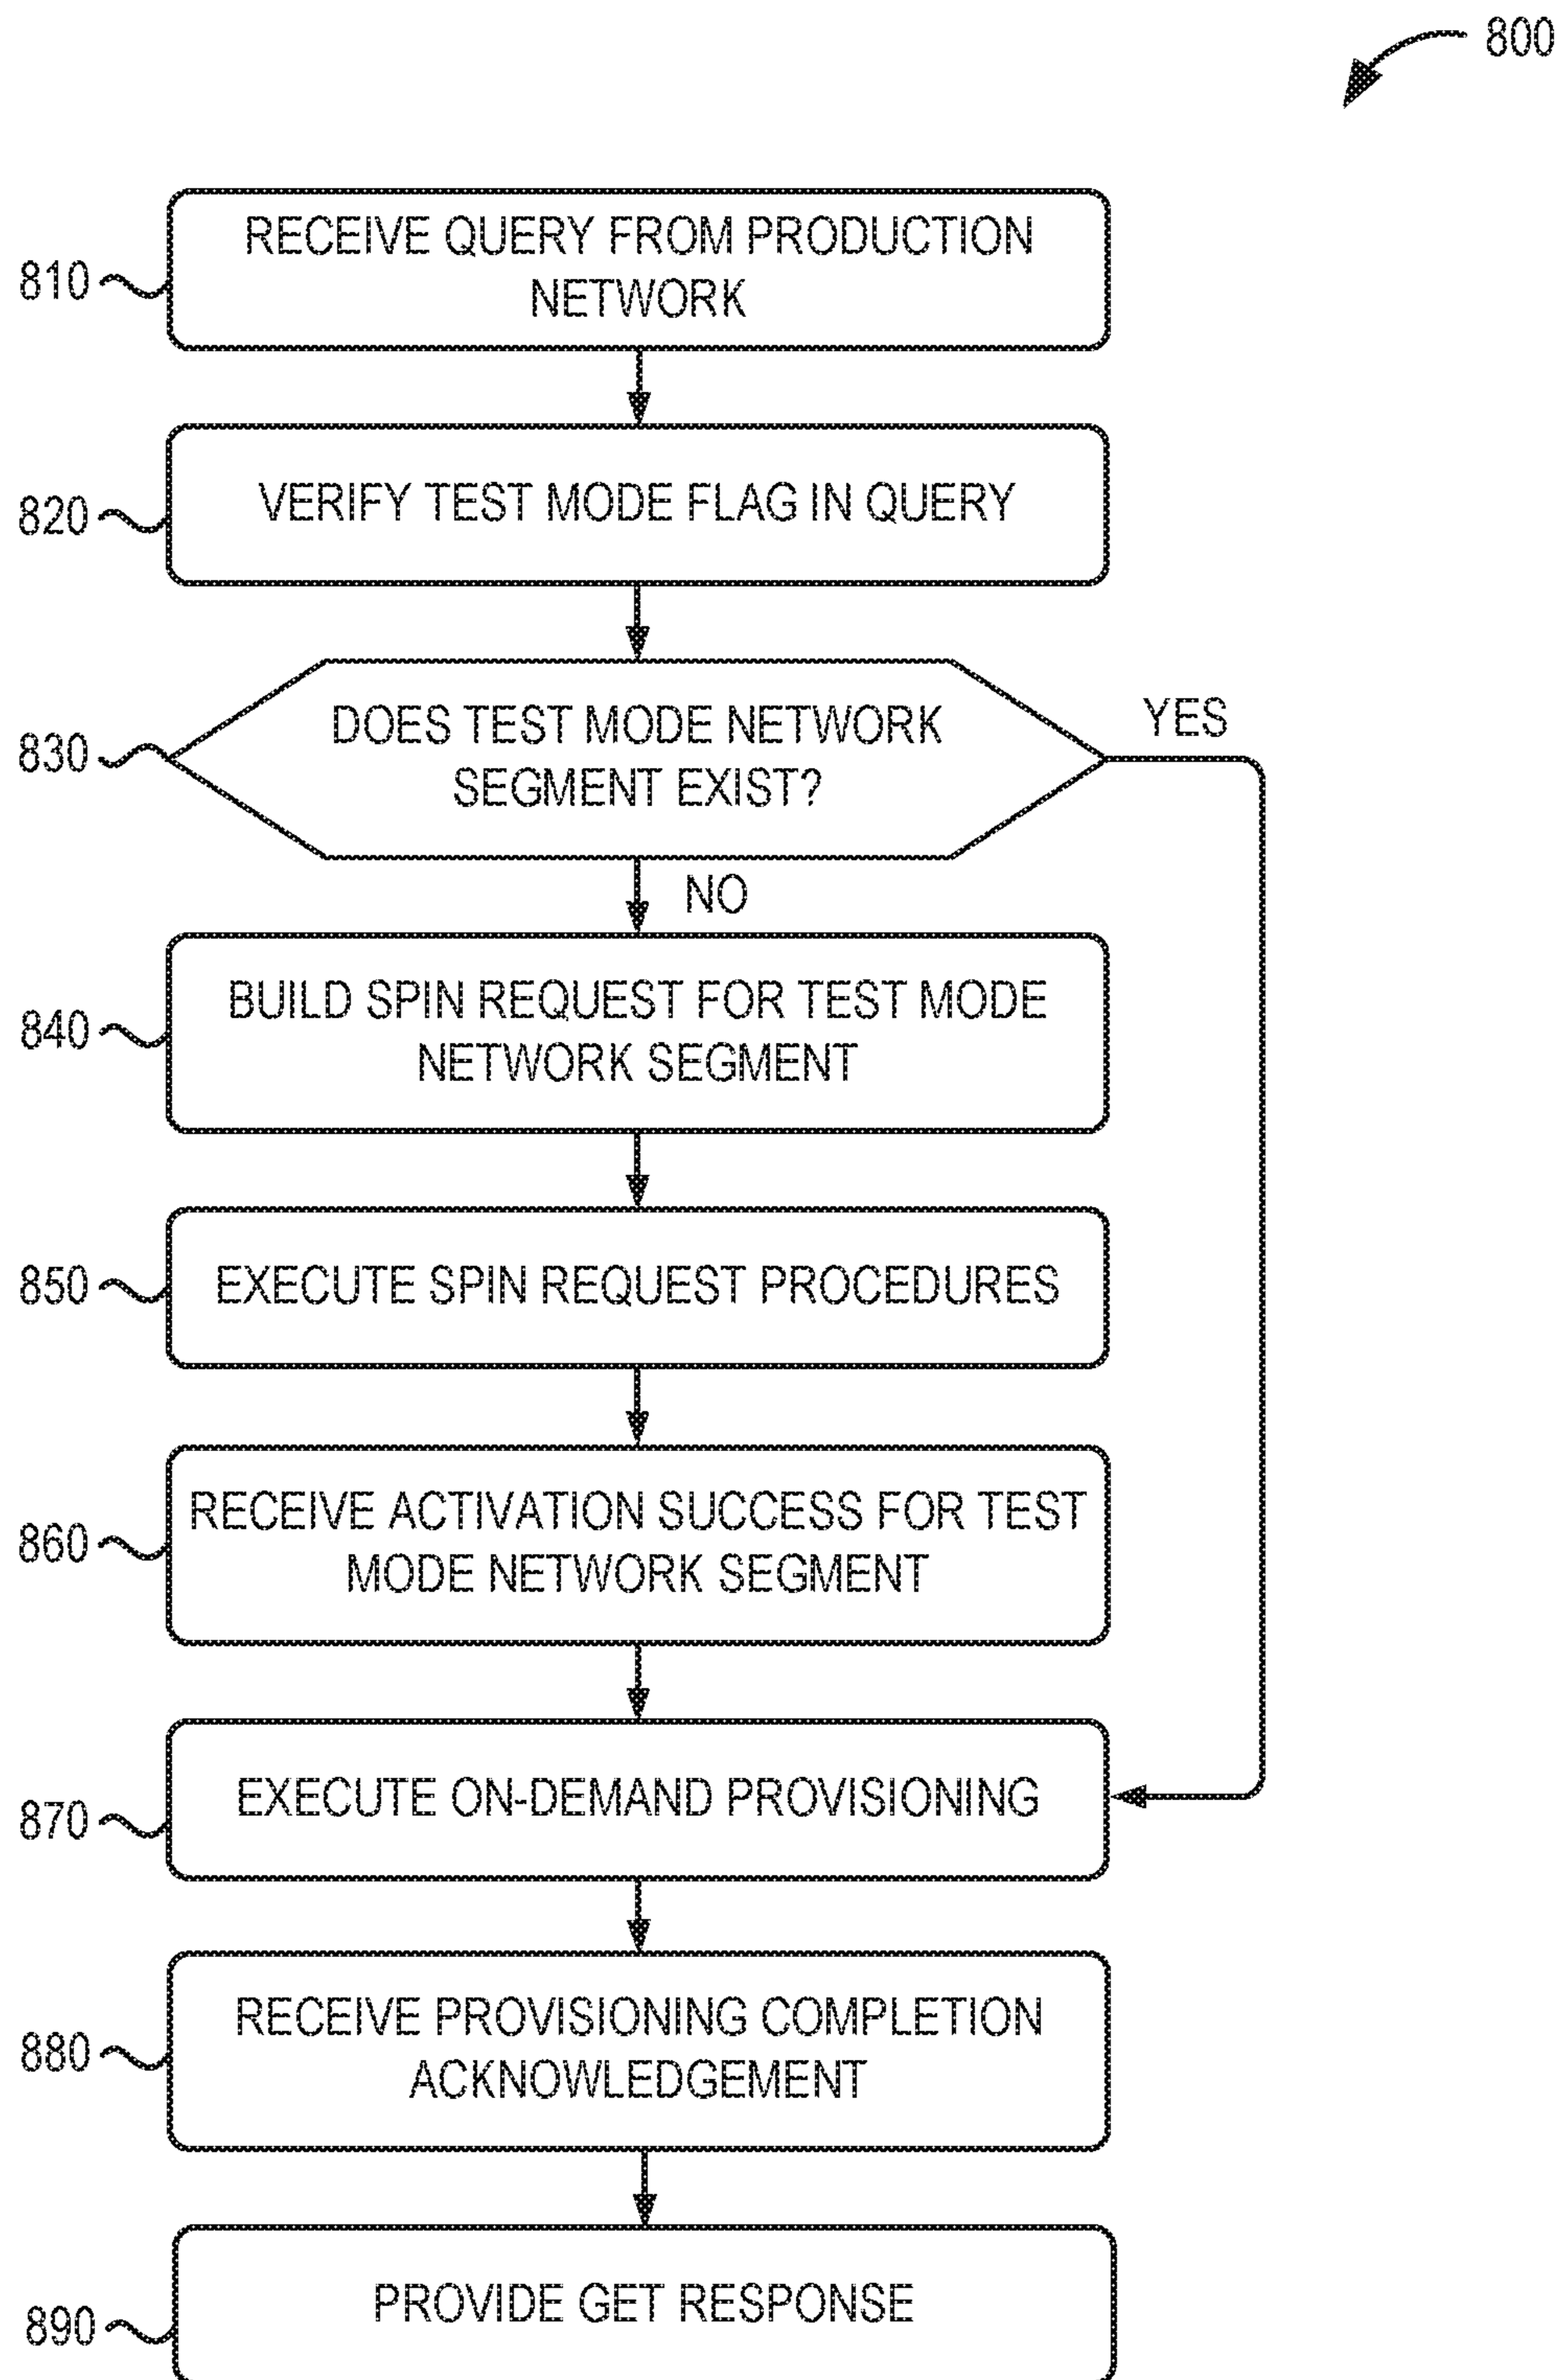 800
RECEIVE QUERY FROM PRODUCTION
NETWORK
810
VERIFY TEST MODE FLAG IN QUERY
820
DOES TEST MODE NETWORK
SEGMENT EXIST?
830
YES
NO
BUILD SPIN REQUEST FOR TEST MODE
NETWORK SEGMENT
840
EXECUTE SPIN REQUEST PROCEDURES
850
RECEIVE ACTIVATION SUCCESS FOR TEST
MODE NETWORK SEGMENT
860
EXECUTE ON-DEMAND PROVISIONING
870
RECEIVE PROVISIONING COMPLETION
ACKNOWLEDGEMENT
880
PROVIDE GET RESPONSE
890